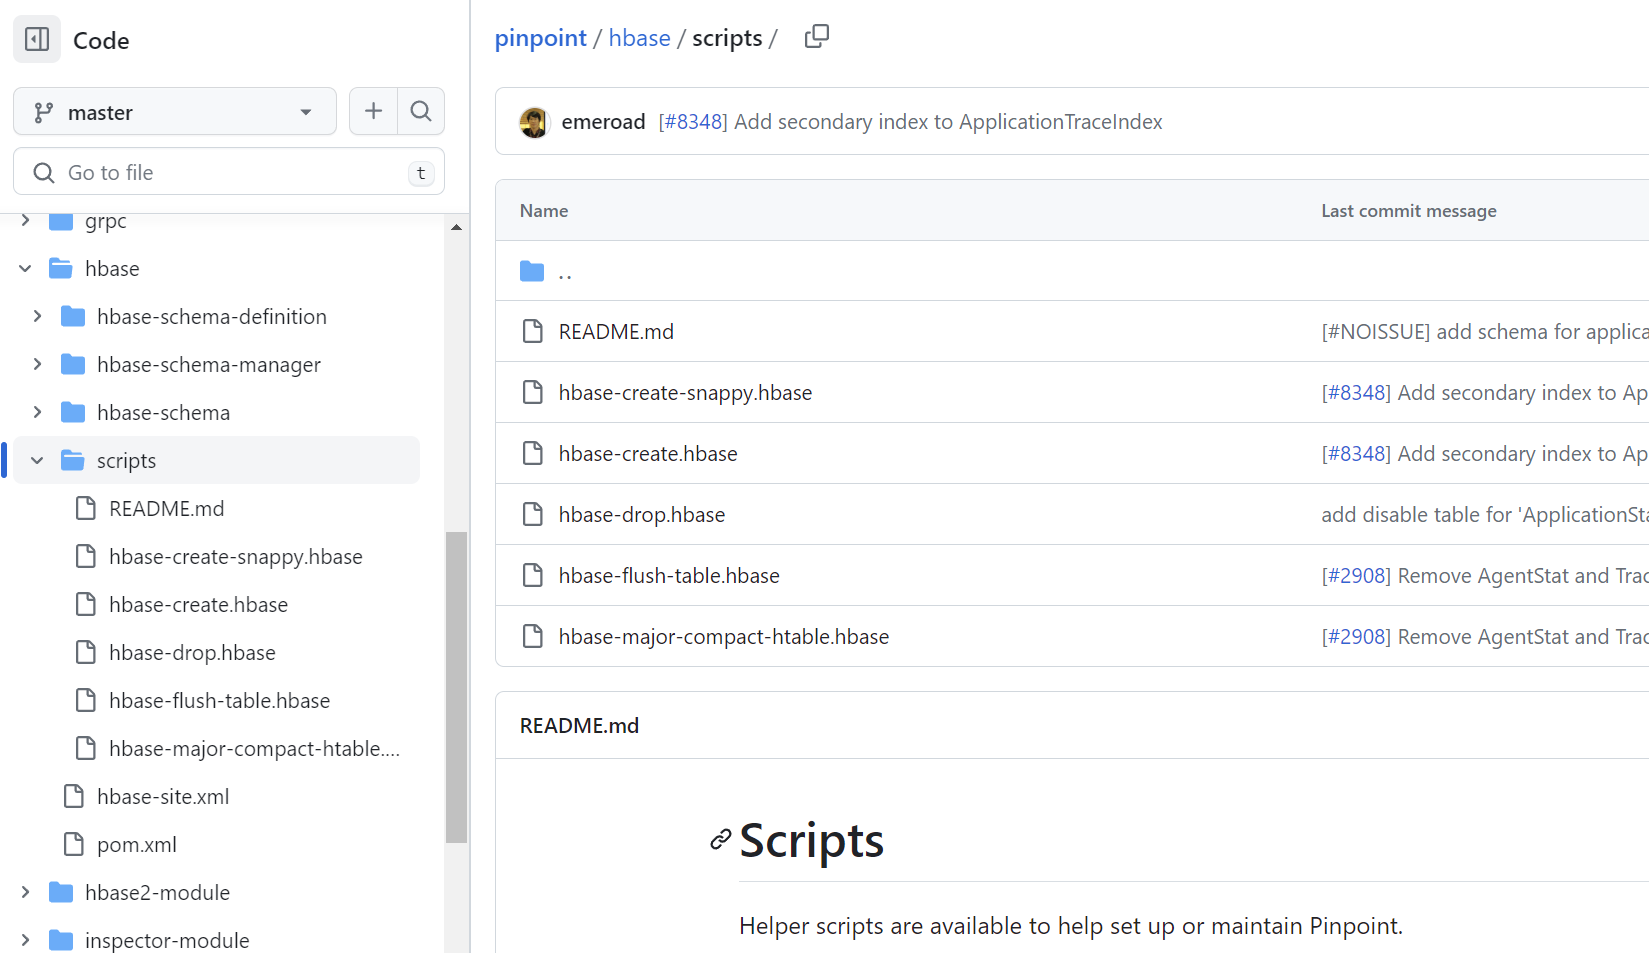 Code
master
Go to file
t
grpc
hbase
hbase-schema-definition
hbase-schema-manager
hbase-schema
scripts
README.md
hbase-create-snappy.hbase
hbase-create.hbase
hbase-drop.hbase
hbase-flush-table.hbase
hbase-major-compact-htable....
hbase-site.xml
pom.xml
hbase2-module
inspector-module
pinpoint / hbase / scripts /
emeroad [#8348] Add secondary index to ApplicationTraceIndex
Name Last commit message
..
README.md [#NOISSUE] add schema for applica
hbase-create-snappy.hbase [#8348] Add secondary index to Ap
hbase-create.hbase [#8348] Add secondary index to Ap
hbase-drop.hbase add disable table for 'ApplicationSta
hbase-flush-table.hbase [#2908] Remove AgentStat and Trac
hbase-major-compact-htable.hbase [#2908] Remove AgentStat and Trac
README.md
Scripts
Helper scripts are available to help set up or maintain Pinpoint.